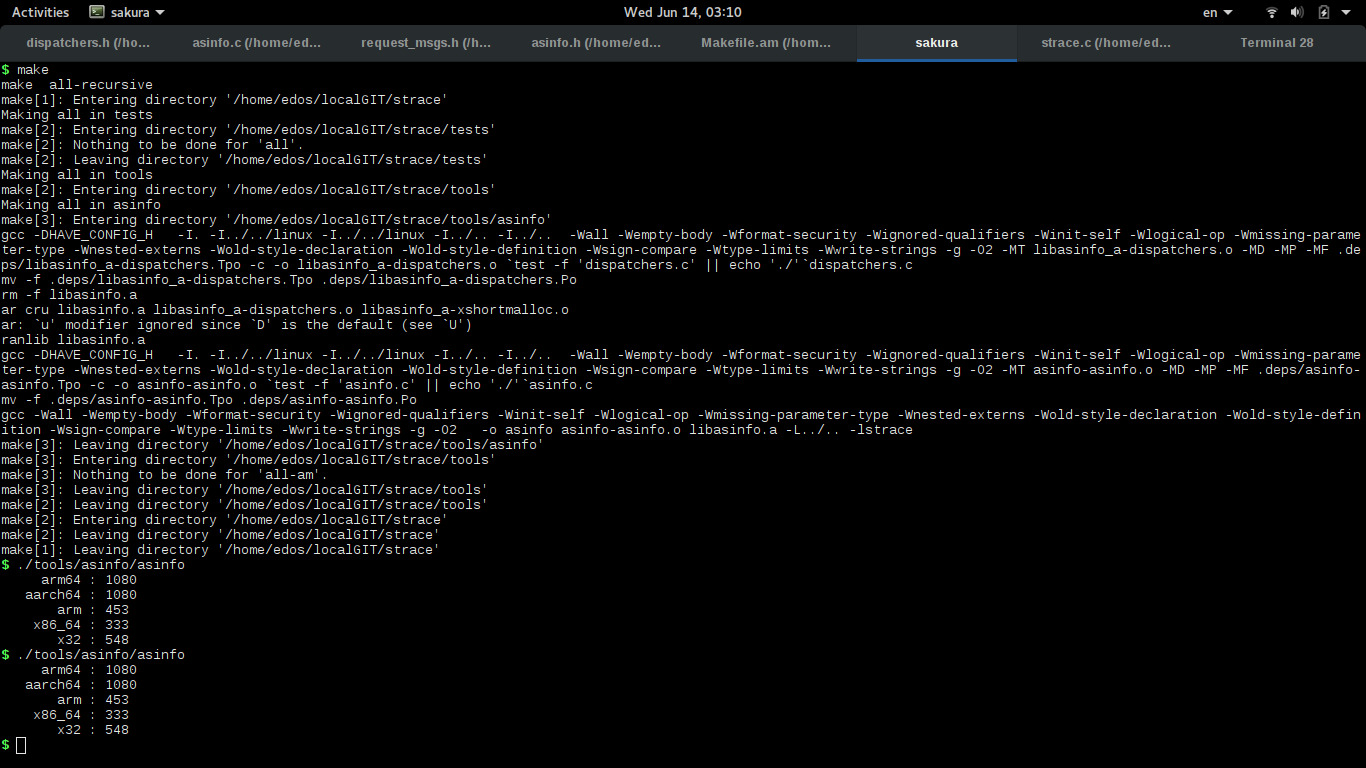 Activities sakura Wed Jun 14, 03:10 en
dispatchers.h (/ho... asinfo.c (/home/ed... request_msgs.h (/h... asinfo.h (/home/ed... Makefile.am (/hom... sakura strace.c (/home/ed... Terminal 28
$ make
make  all-recursive
make[1]: Entering directory '/home/edos/localGIT/strace'
Making all in tests
make[2]: Entering directory '/home/edos/localGIT/strace/tests'
make[2]: Nothing to be done for 'all'.
make[2]: Leaving directory '/home/edos/localGIT/strace/tests'
Making all in tools
make[2]: Entering directory '/home/edos/localGIT/strace/tools'
Making all in asinfo
make[3]: Entering directory '/home/edos/localGIT/strace/tools/asinfo'
gcc -DHAVE_CONFIG_H   -I. -I../../linux -I../../linux -I../.. -I../..  -Wall -Wempty-body -Wformat-security -Wignored-qualifiers -Winit-self -Wlogical-op -Wmissing-parame
ter-type -Wnested-externs -Wold-style-declaration -Wold-style-definition -Wsign-compare -Wtype-limits -Wwrite-strings -g -O2 -MT libasinfo_a-dispatchers.o -MD -MP -MF .de
ps/libasinfo_a-dispatchers.Tpo -c -o libasinfo_a-dispatchers.o `test -f 'dispatchers.c' || echo './'`dispatchers.c
mv -f .deps/libasinfo_a-dispatchers.Tpo .deps/libasinfo_a-dispatchers.Po
rm -f libasinfo.a
ar cru libasinfo.a libasinfo_a-dispatchers.o libasinfo_a-xshortmalloc.o
ar: `u' modifier ignored since `D' is the default (see `U')
ranlib libasinfo.a
gcc -DHAVE_CONFIG_H   -I. -I../../linux -I../../linux -I../.. -I../..  -Wall -Wempty-body -Wformat-security -Wignored-qualifiers -Winit-self -Wlogical-op -Wmissing-parame
ter-type -Wnested-externs -Wold-style-declaration -Wold-style-definition -Wsign-compare -Wtype-limits -Wwrite-strings -g -O2 -MT asinfo-asinfo.o -MD -MP -MF .deps/asinfo-
asinfo.Tpo -c -o asinfo-asinfo.o `test -f 'asinfo.c' || echo './'`asinfo.c
mv -f .deps/asinfo-asinfo.Tpo .deps/asinfo-asinfo.Po
gcc -Wall -Wempty-body -Wformat-security -Wignored-qualifiers -Winit-self -Wlogical-op -Wmissing-parameter-type -Wnested-externs -Wold-style-declaration -Wold-style-defin
ition -Wsign-compare -Wtype-limits -Wwrite-strings -g -O2   -o asinfo asinfo-asinfo.o libasinfo.a -L../.. -lstrace
make[3]: Leaving directory '/home/edos/localGIT/strace/tools/asinfo'
make[3]: Entering directory '/home/edos/localGIT/strace/tools'
make[3]: Nothing to be done for 'all-am'.
make[3]: Leaving directory '/home/edos/localGIT/strace/tools'
make[2]: Leaving directory '/home/edos/localGIT/strace/tools'
make[2]: Entering directory '/home/edos/localGIT/strace'
make[2]: Leaving directory '/home/edos/localGIT/strace'
make[1]: Leaving directory '/home/edos/localGIT/strace'
$ ./tools/asinfo/asinfo
arm64 : 1080
aarch64 : 1080
arm : 453
x86_64 : 333
x32 : 548
$ ./tools/asinfo/asinfo
arm64 : 1080
aarch64 : 1080
arm : 453
x86_64 : 333
x32 : 548
$